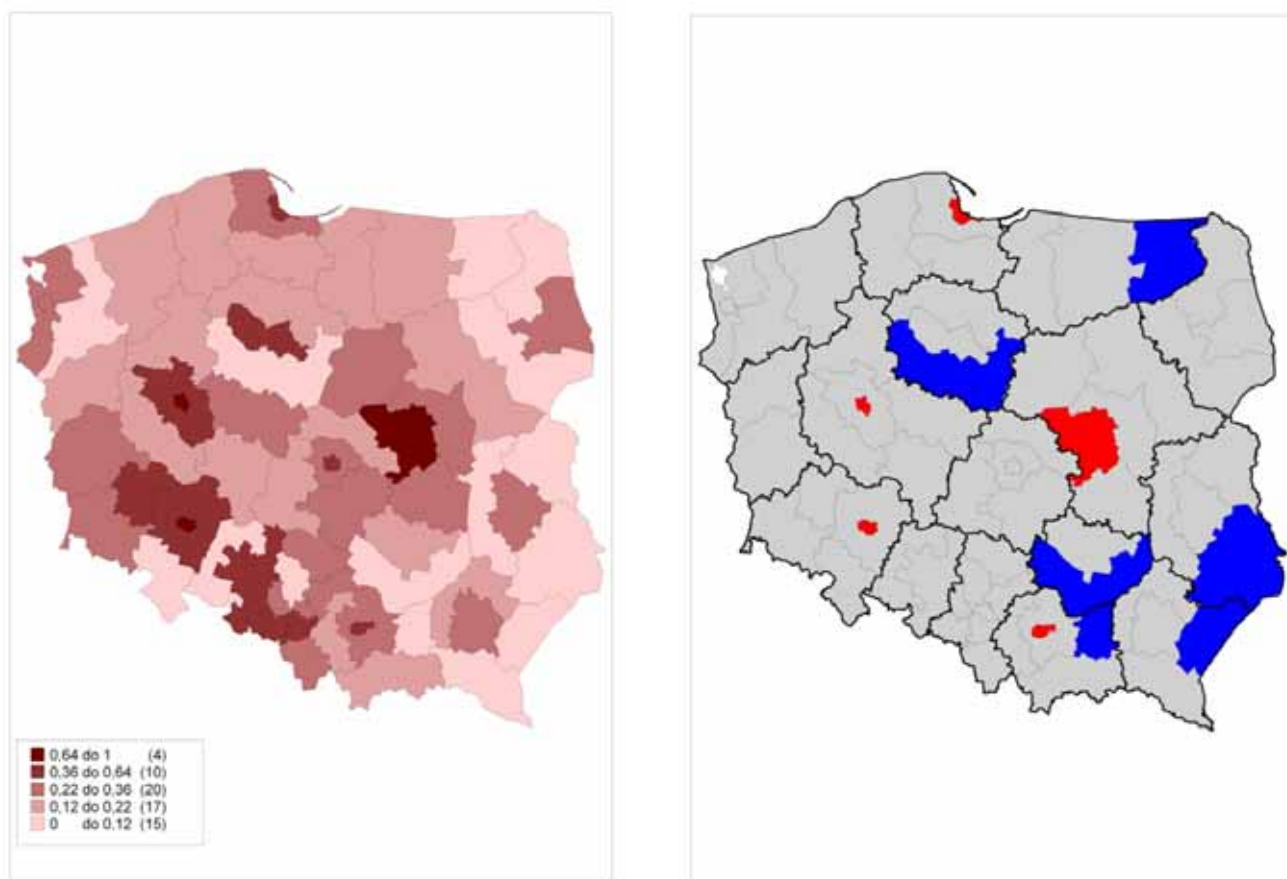 0,64 do 1 (4)
0,36 do 0,64 (10)
0,22 do 0,36 (20)
0,12 do 0,22 (17)
0 do 0,12 (15)